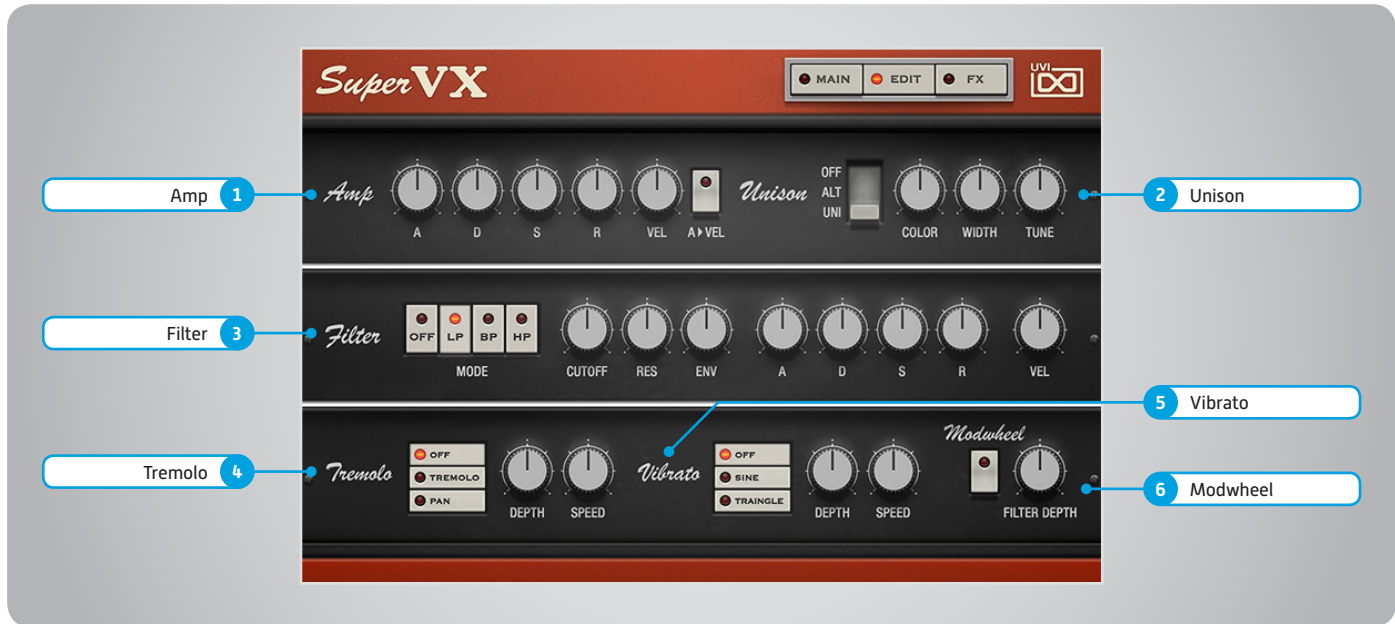 Super VX
MAIN EDIT FX
UVI
Amp 1
Amp
A D S R VEL A▶VEL
Unison
OFF
ALT
UNI
COLOR WIDTH TUNE
2 Unison
Filter 3
Filter
OFF LP BP HP
MODE
CUTOFF RES ENV A D S R VEL
5 Vibrato
Tremolo 4
Tremolo
OFF
TREMOLO
PAN
DEPTH SPEED
Vibrato
OFF
SINE
TRAINGLE
DEPTH SPEED
Modwheel
FILTER DEPTH
6 Modwheel